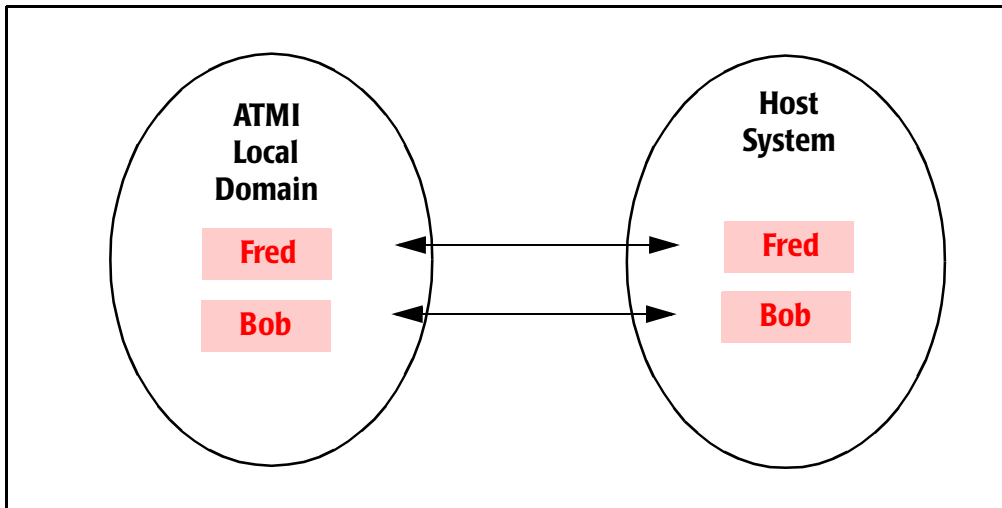 ATMI
Local
Domain
Fred
Bob
Host
System
Fred
Bob